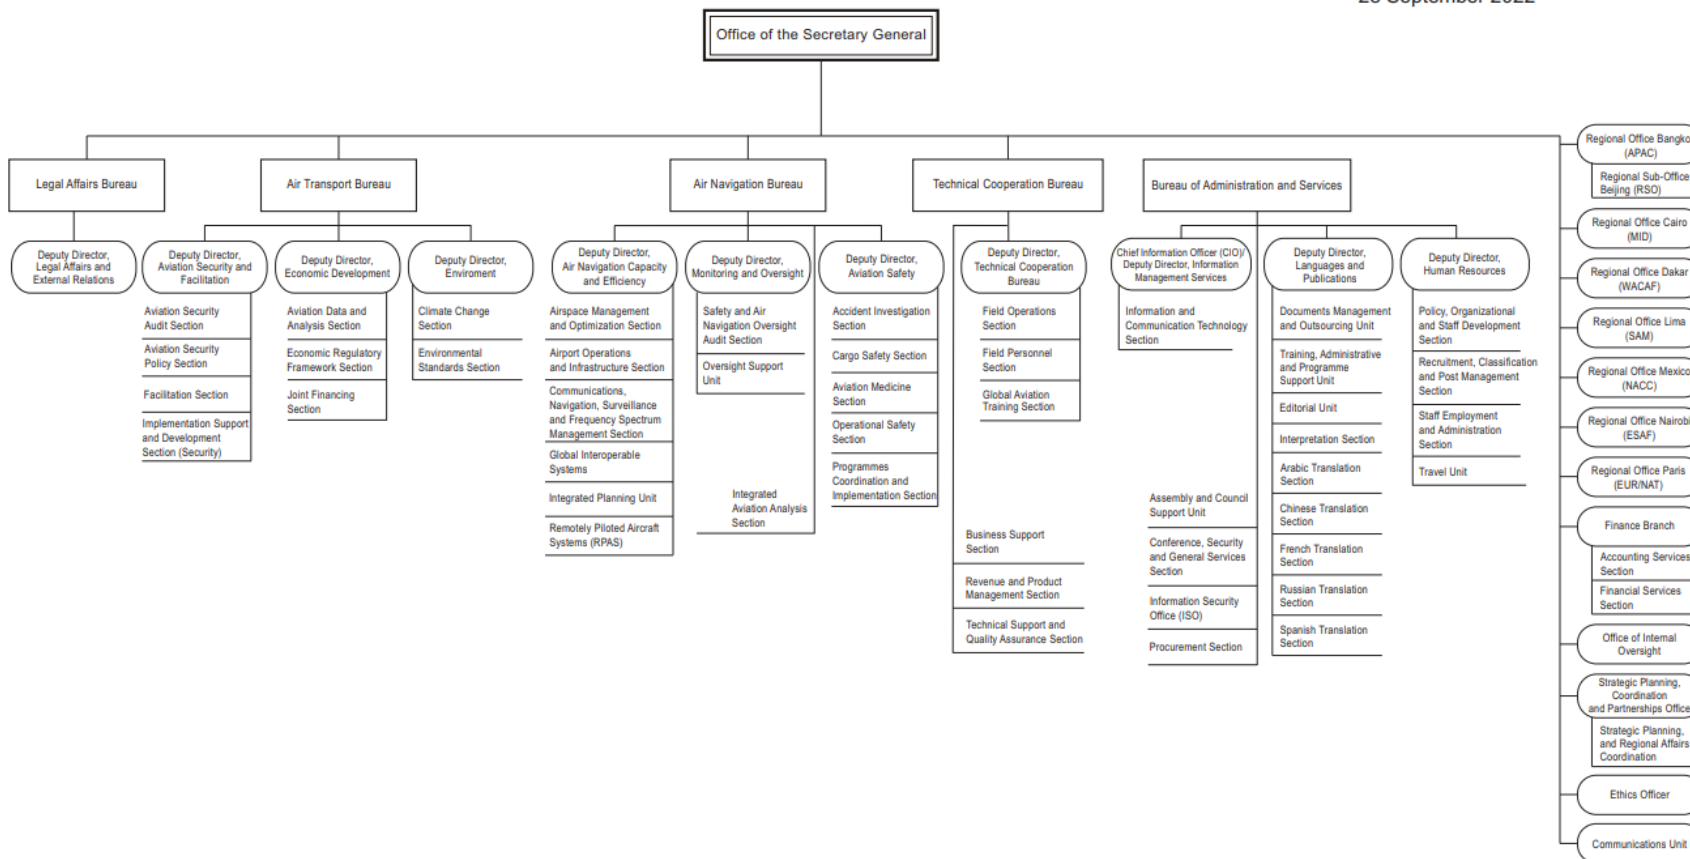 28 September 2022
Office of the Secretary General
Legal Affairs Bureau
Air Transport Bureau
Air Navigation Bureau
Technical Cooperation Bureau
Bureau of Administration and Services
Deputy Director,
Legal Affairs and
External Relations
Deputy Director,
Aviation Security and
Facilitation
Aviation Security
Audit Section
Aviation Security
Policy Section
Facilitation Section
Implementation Support
and Development
Section (Security)
Deputy Director,
Economic Development
Aviation Data and
Analysis Section
Economic Regulatory
Framework Section
Joint Financing
Section
Deputy Director,
Enviroment
Climate Change
Section
Environmental
Standards Section
Deputy Director,
Air Navigation Capacity
and Efficiency
Airspace Management
and Optimization Section
Airport Operations
and Infrastructure Section
Communications,
Navigation, Surveillance
and Frequency Spectrum
Management Section
Global Interoperable
Systems
Integrated Planning Unit
Remotely Piloted Aircraft
Systems (RPAS)
Deputy Director,
Monitoring and Oversight
Safety and Air
Navigation Oversight
Audit Section
Oversight Support
Unit
Integrated
Aviation Analysis
Section
Deputy Director,
Aviation Safety
Accident Investigation
Section
Cargo Safety Section
Aviation Medicine
Section
Operational Safety
Section
Programmes
Coordination and
Implementation Section
Deputy Director,
Technical Cooperation
Bureau
Field Operations
Section
Field Personnel
Section
Global Aviation
Training Section
Business Support
Section
Revenue and Product
Management Section
Technical Support and
Quality Assurance Section
Chief Information Officer (CIO)/
Deputy Director, Information
Management Services
Information and
Communication Technology
Section
Assembly and Council
Support Unit
Conference, Security
and General Services
Section
Information Security
Office (ISO)
Procurement Section
Deputy Director,
Languages and
Publications
Documents Management
and Outsourcing Unit
Training, Administrative
and Programme
Support Unit
Editorial Unit
Interpretation Section
Arabic Translation
Section
Chinese Translation
Section
French Translation
Section
Russian Translation
Section
Spanish Translation
Section
Deputy Director,
Human Resources
Policy, Organizational
and Staff Development
Section
Recruitment, Classification
and Post Management
Section
Staff Employment
and Administration
Section
Travel Unit
Regional Office Bangko
(APAC)
Regional Sub-Office
Beijing (RSO)
Regional Office Cairo
(MID)
Regional Office Dakar
(WACAF)
Regional Office Lima
(SAM)
Regional Office Mexico
(NACC)
Regional Office Nairobi
(ESAF)
Regional Office Paris
(EUR/NAT)
Finance Branch
Accounting Services
Section
Financial Services
Section
Office of Internal
Oversight
Strategic Planning,
Coordination
and Partnerships Office
Strategic Planning,
and Regional Affairs
Coordination
Ethics Officer
Communications Unit